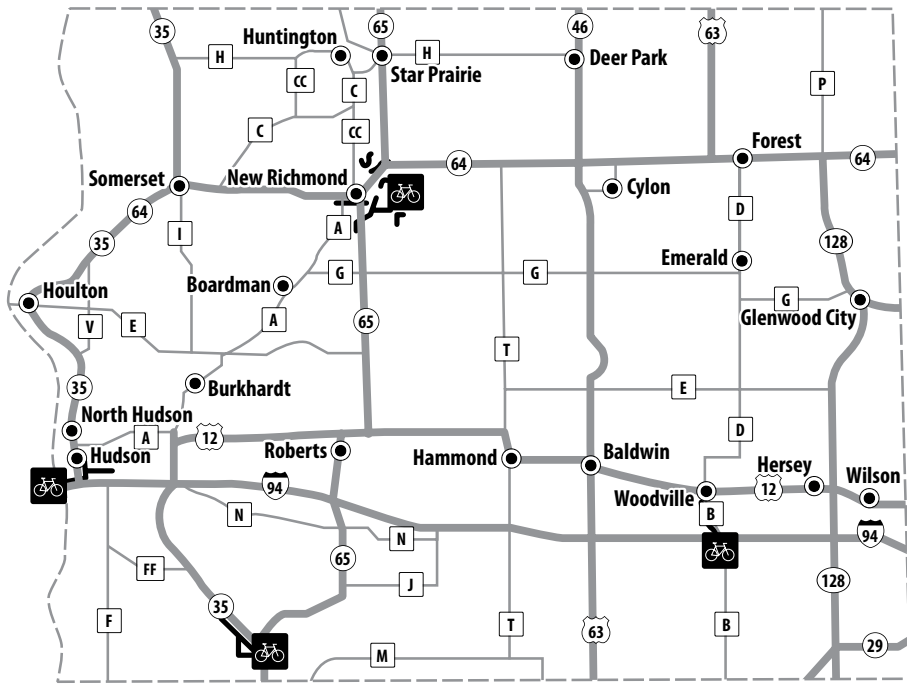 35
65
46
63
Huntington
H
H
Star Prairie
Deer Park
CC
C
P
C
CC
Forest
64
64
Somerset
New Richmond
Cylon
64
A
D
I
35
128
Emerald
Boardman
G
G
G
Houlton
Glenwood City
V
E
A
65
T
35
Burkhardt
E
North Hudson
A
12
D
Hudson
Roberts
Hammond
Baldwin
Hersey
Wilson
Woodville
12
94
N
B
N
94
FF
65
J
128
35
F
T
63
B
M
29